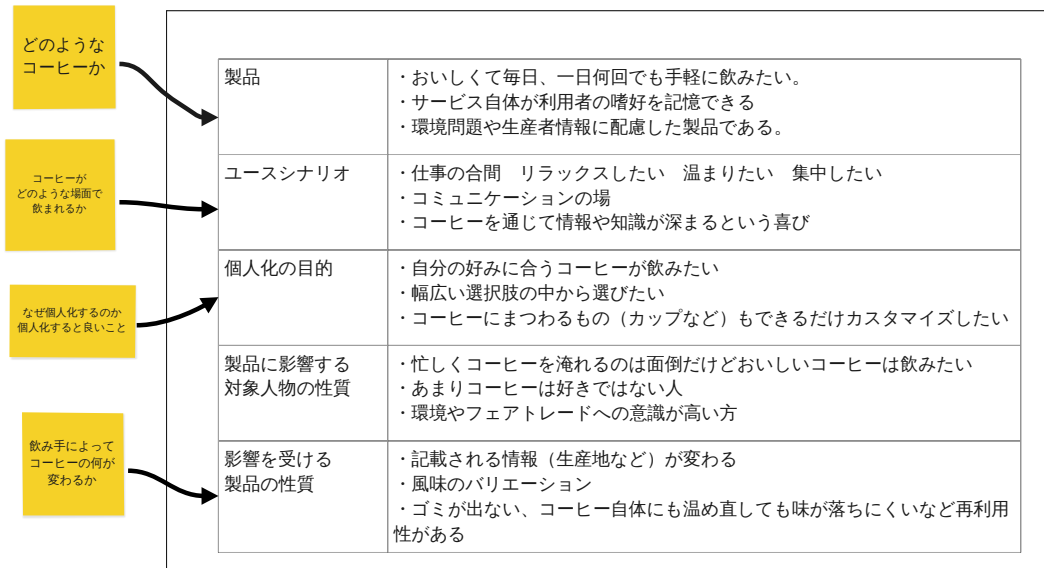 どのような
コーヒーか
コーヒーが
どのような場面で
飲まれるか
なぜ個人化するのか
個人化すると良いこと
飲み手によって
コーヒーの何が
変わるか
製品
・おいしくて毎日、一日何回でも手軽に飲みたい。
・サービス自体が利用者の嗜好を記憶できる
・環境問題や生産者情報に配慮した製品である。
ユースシナリオ
・仕事の合間　リラックスしたい　温まりたい　集中したい
・コミュニケーションの場
・コーヒーを通じて情報や知識が深まるという喜び
個人化の目的
・自分の好みに合うコーヒーが飲みたい
・幅広い選択肢の中から選びたい
・コーヒーにまつわるもの（カップなど）もできるだけカスタマイズしたい
製品に影響する
対象人物の性質
・忙しくコーヒーを淹れるのは面倒だけどおいしいコーヒーは飲みたい
・あまりコーヒーは好きではない人
・環境やフェアトレードへの意識が高い方
影響を受ける
製品の性質
・記載される情報（生産地など）が変わる
・風味のバリエーション
・ゴミが出ない、コーヒー自体にも温め直しても味が落ちにくいなど再利用
性がある